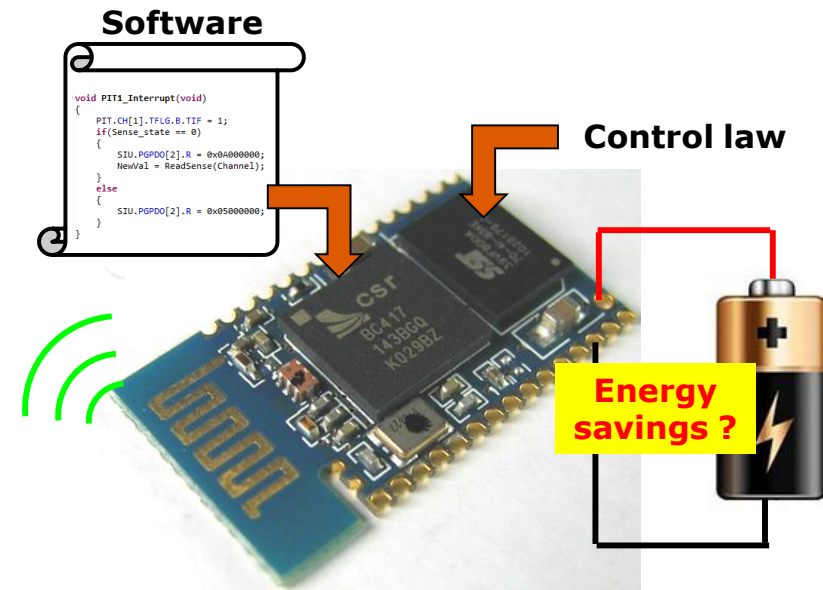 Software
void PIT1_Interrupt(void)
{
PIT.CH[1].TFLG.B.TIF = 1;
if(Sense_state == 0)
{
SIU.PGPDO[2].R = 0x0A000000;
NewVal = ReadSense(Channel);
}
else
{
SIU.PGPDO[2].R = 0x05000000;
}
}
Control law
csr
BC417
143BGQ
K029BZ
Energy
savings ?